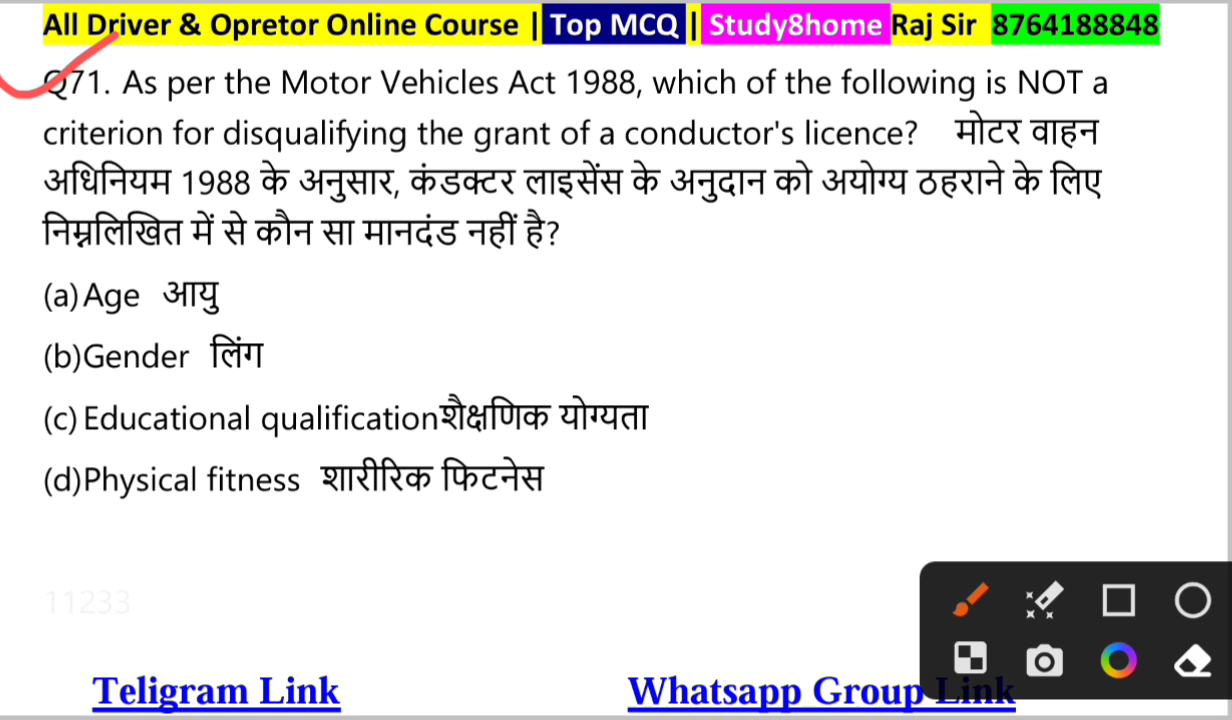 All Driver & Opretor Online Course | Top MCQ | Study8home Raj Sir 8764188848
Q71. As per the Motor Vehicles Act 1988, which of the following is NOT a
criterion for disqualifying the grant of a conductor's licence? मोटर वाहन
अधिनियम 1988 के अनुसार, कंडक्टर लाइसेंस के अनुदान को अयोग्य ठहराने के लिए
निम्नलिखित में से कौन सा मानदंड नहीं है?
(a) Age आयु
(b)Gender लिंग
(c) Educational qualificationशैक्षणिक योग्यता
(d)Physical fitness शारीरिक फिटनेस
11233
Teligram Link
Whatsapp Group Link